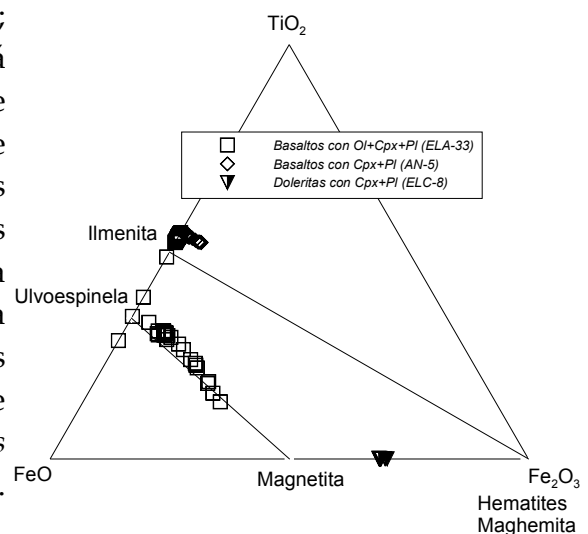 TiO2
Basaltos con Ol+Cpx+Pl (ELA-33)
Basaltos con Cpx+Pl (AN-5)
Doleritas con Cpx+Pl (ELC-8)
Ilmenita
Ulvoespinela
FeO
Magnetita
Fe2O3
Hematites
Maghemita